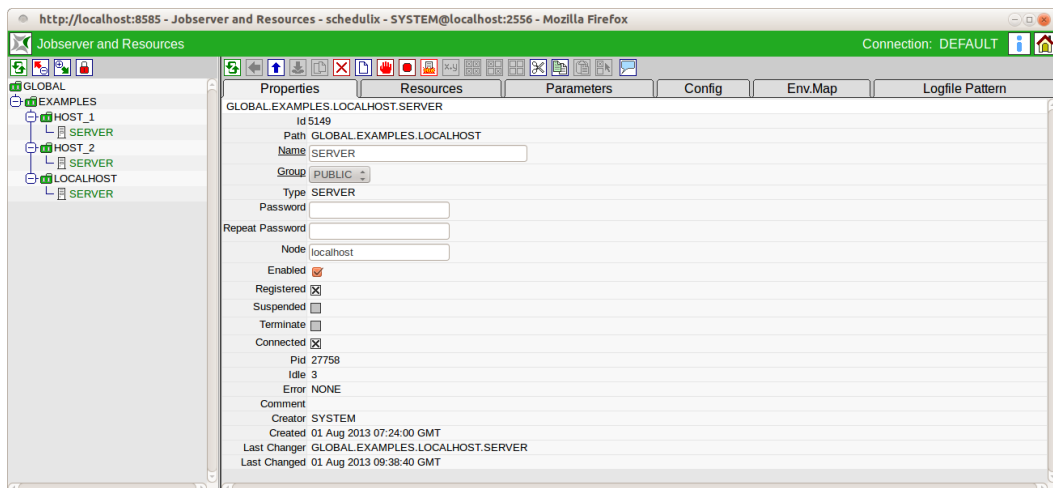 http://localhost:8585 - Jobserver and Resources - schedulix - SYSTEM@localhost:2556 - Mozilla Firefox
Jobserver and Resources
Connection: DEFAULT
GLOBAL
EXAMPLES
HOST_1
SERVER
HOST_2
SERVER
LOCALHOST
SERVER
X-y
Properties Resources Parameters Config Env.Map Logfile Pattern
GLOBAL.EXAMPLES.LOCALHOST.SERVER
Id 5149
Path GLOBAL.EXAMPLES.LOCALHOST
Name SERVER
Group PUBLIC
Type SERVER
Password
Repeat Password
Node localhost
Enabled
Registered
Suspended
Terminate
Connected
Pid 27758
Idle 3
Error NONE
Comment
Creator SYSTEM
Created 01 Aug 2013 07:24:00 GMT
Last Changer GLOBAL.EXAMPLES.LOCALHOST.SERVER
Last Changed 01 Aug 2013 09:38:40 GMT